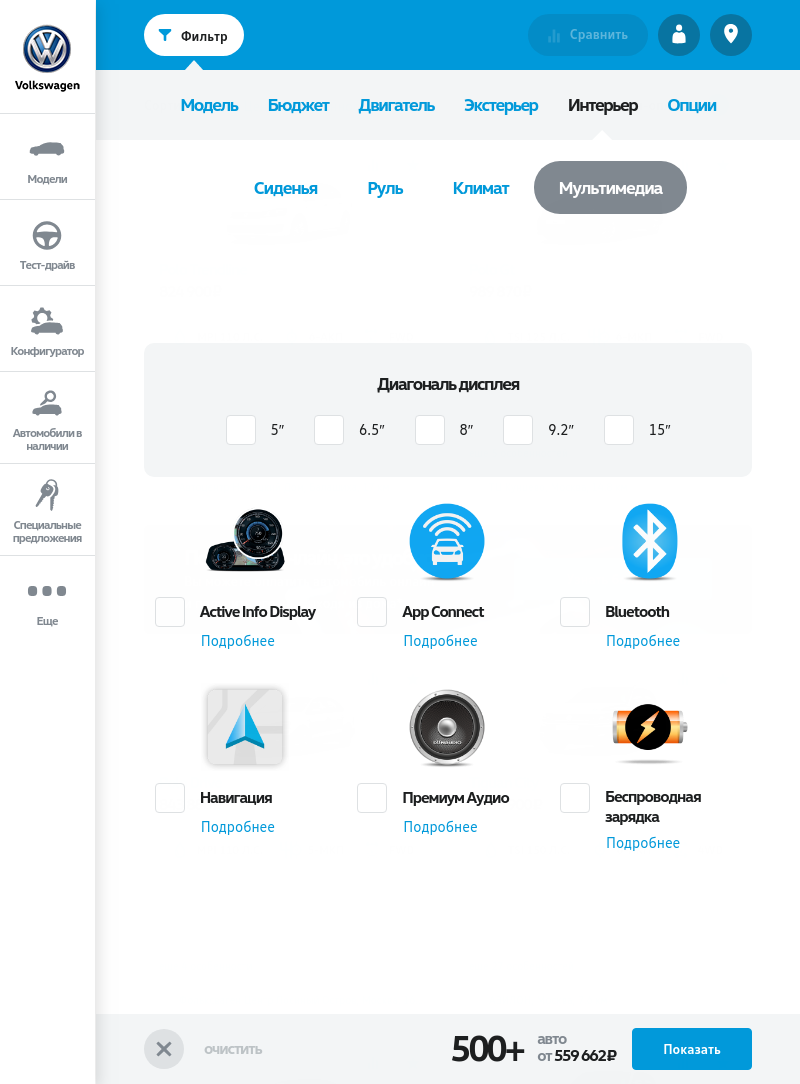 Фильтр
Сравнить
Volkswagen
Модель Бюджет Двигатель Экстерьер Интерьер Опции
Модели
Сиденья Руль Климат Мультимедиа
Тест-драйв
Конфигуратор
Диагональ дисплея
5″ 6.5″ 8″ 9.2″ 15″
Автомобили в
наличии
Специальные
предложения
Еще
Active Info Display App Connect Bluetooth
Подробнее Подробнее Подробнее
Навигация Премиум Аудио Беспроводная
зарядка
Подробнее Подробнее Подробнее
очистить
500+ авто
от 559 662₽
Показать